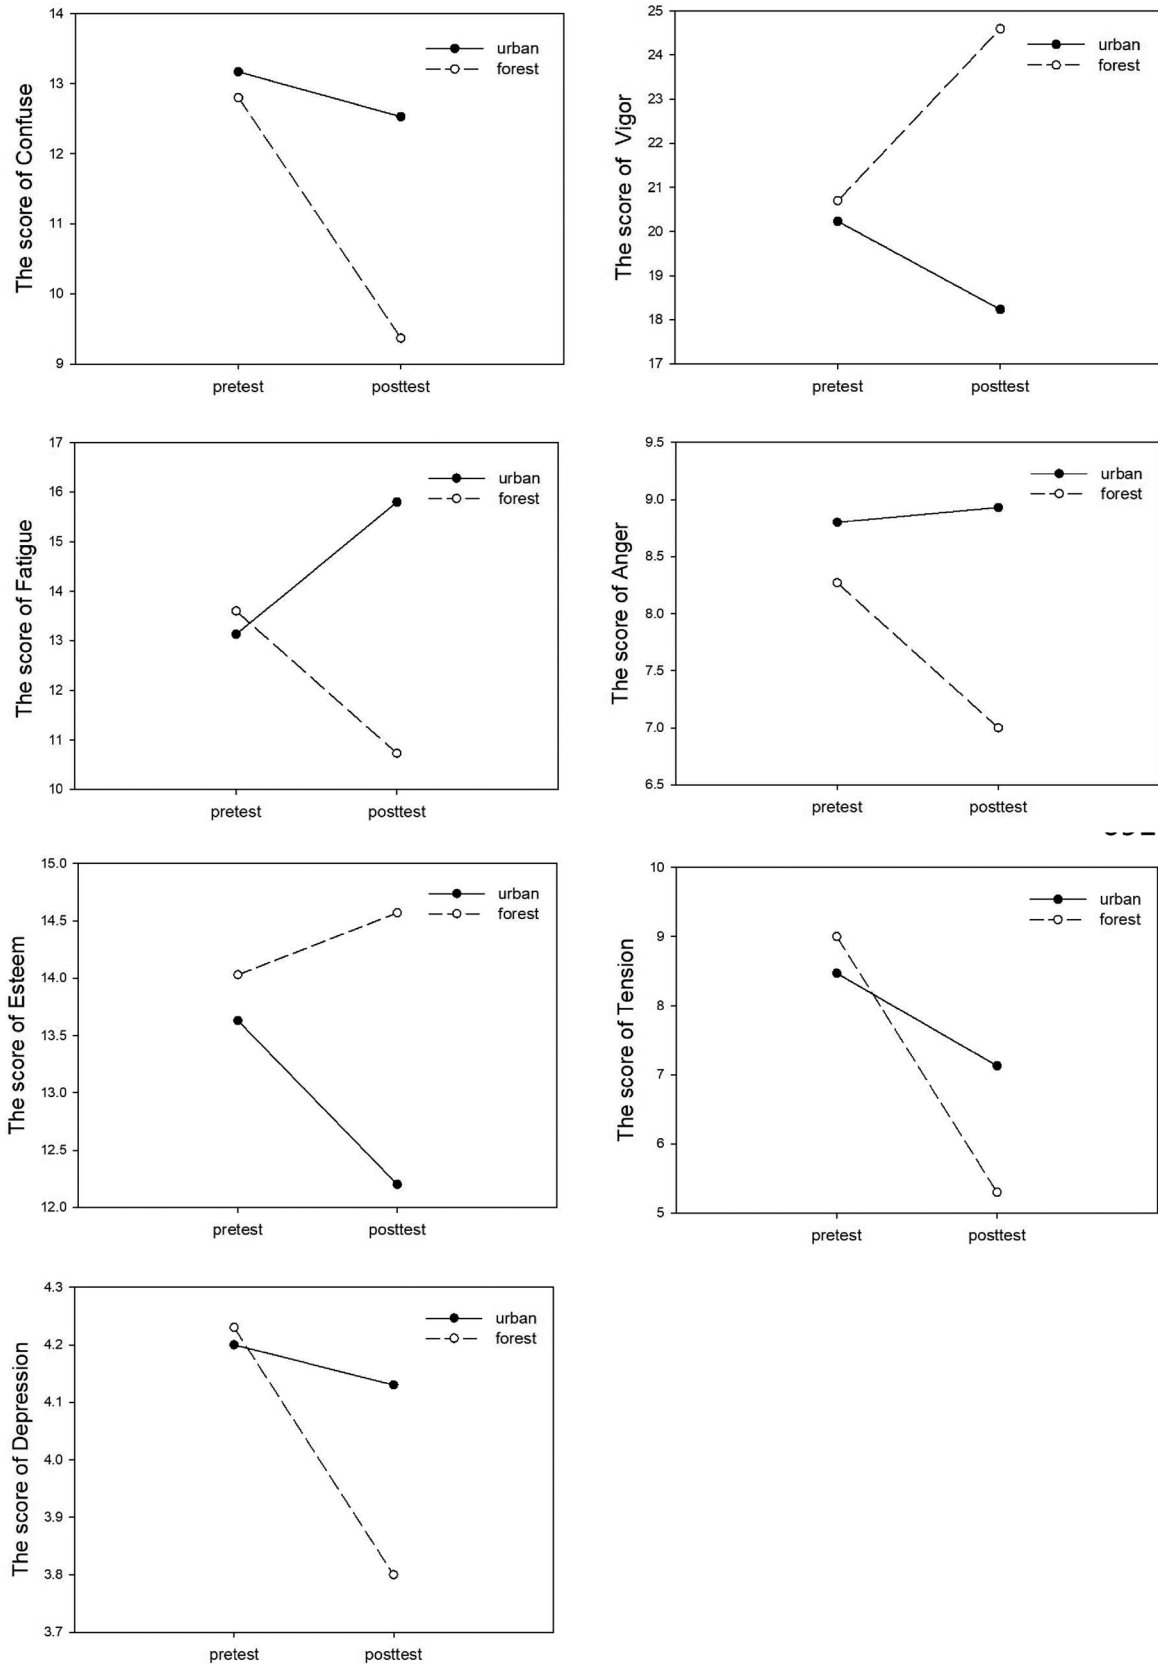 The score of Confuse
14
13
12
11
10
9
urban
forest
pretest posttest
The score of Vigor
25
24
23
22
21
20
19
18
17
urban
forest
pretest posttest
The score of Fatigue
17
16
15
14
13
12
11
10
urban
forest
pretest posttest
The score of Anger
9.5
9.0
8.5
8.0
7.5
7.0
6.5
urban
forest
pretest posttest
The score of Esteem
15.0
14.5
14.0
13.5
13.0
12.5
12.0
urban
forest
pretest posttest
The score of Tension
10
9
8
7
6
5
urban
forest
pretest posttest
The score of Depression
4.3
4.2
4.1
4.0
3.9
3.8
3.7
urban
forest
pretest posttest